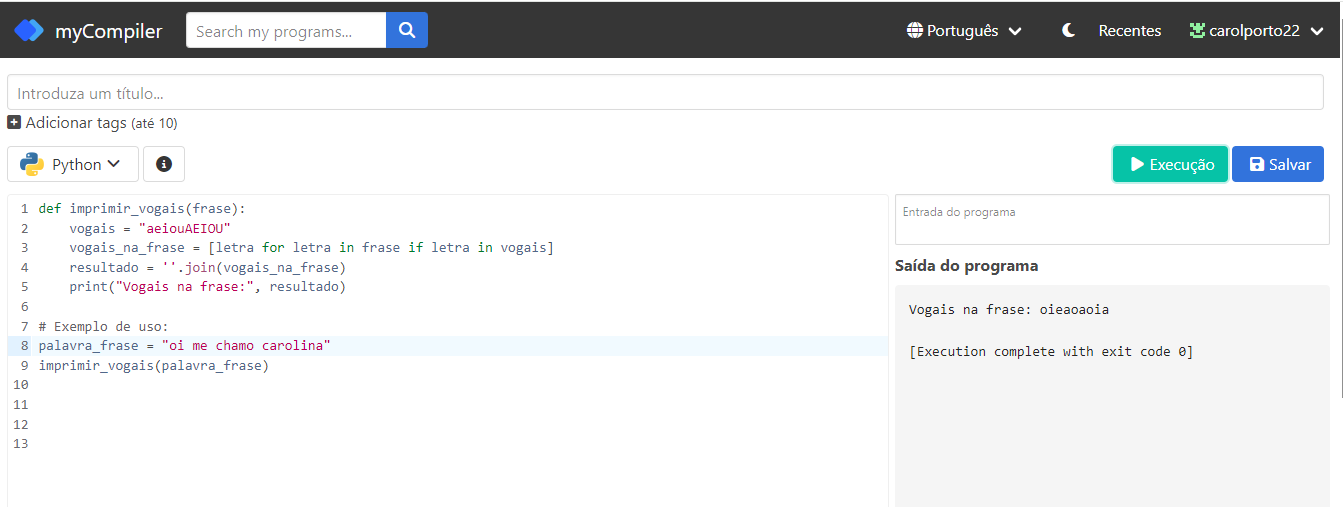 myCompiler Search my programs... Português Recentes carolporto22
Introduza um título...
Adicionar tags (até 10)
Python Execução Salvar
1 def imprimir_vogais(frase):
2     vogais = "aeiouAEIOU"
3     vogais_na_frase = [letra for letra in frase if letra in vogais]
4     resultado = ''.join(vogais_na_frase)
5     print("Vogais na frase:", resultado)
6
7 # Exemplo de uso:
8 palavra_frase = "oi me chamo carolina"
9 imprimir_vogais(palavra_frase)
10
11
12
13
Entrada do programa
Saída do programa
Vogais na frase: oieaoaoia
[Execution complete with exit code 0]